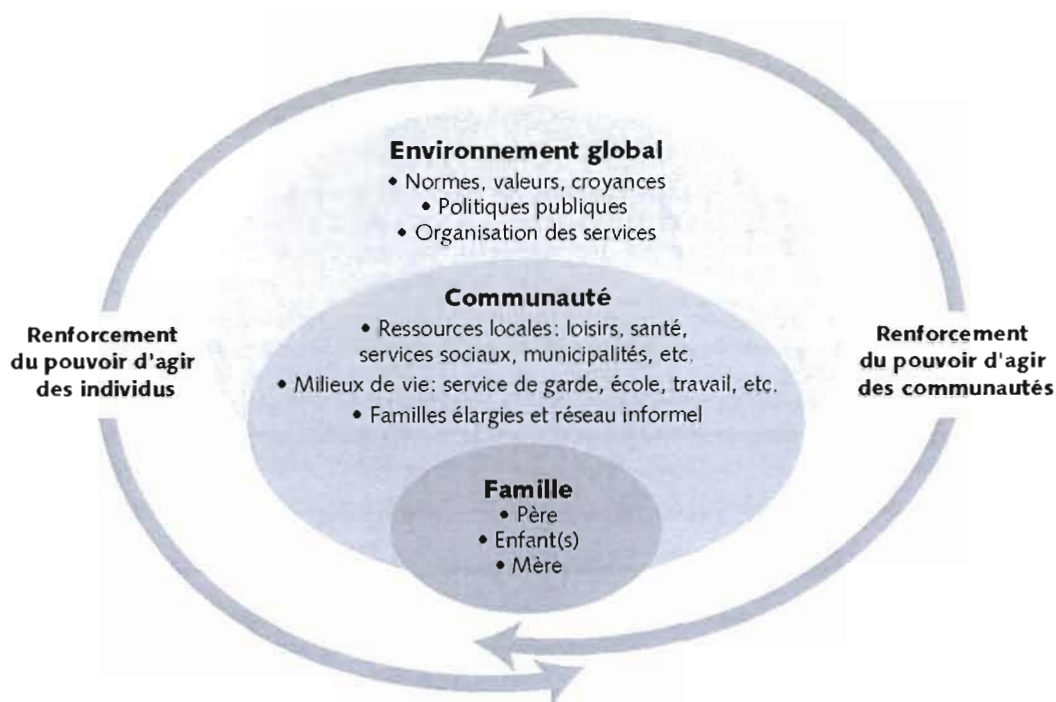 Environnement global
• Normes, valeurs, croyances
• Politiques publiques
• Organisation des services
Communauté
• Ressources locales: loisirs, santé,
services sociaux, municipalités, etc.
• Milieux de vie: service de garde, école, travail, etc.
• Familles élargies et réseau informel
Famille
• Père
• Enfant(s)
• Mère
Renforcement
du pouvoir d'agir
des individus
Renforcement
du pouvoir d'agir
des communautés